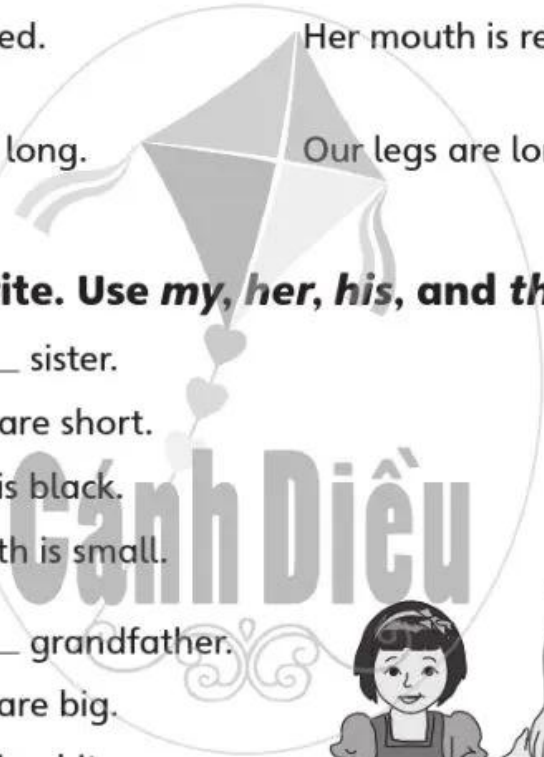 ed. Her mouth is re
long. Our legs are lo
ite. Use my, her, his, and th
sister.
are short.
is black.
th is small.
Cánh Diều
grandfather.
are big.